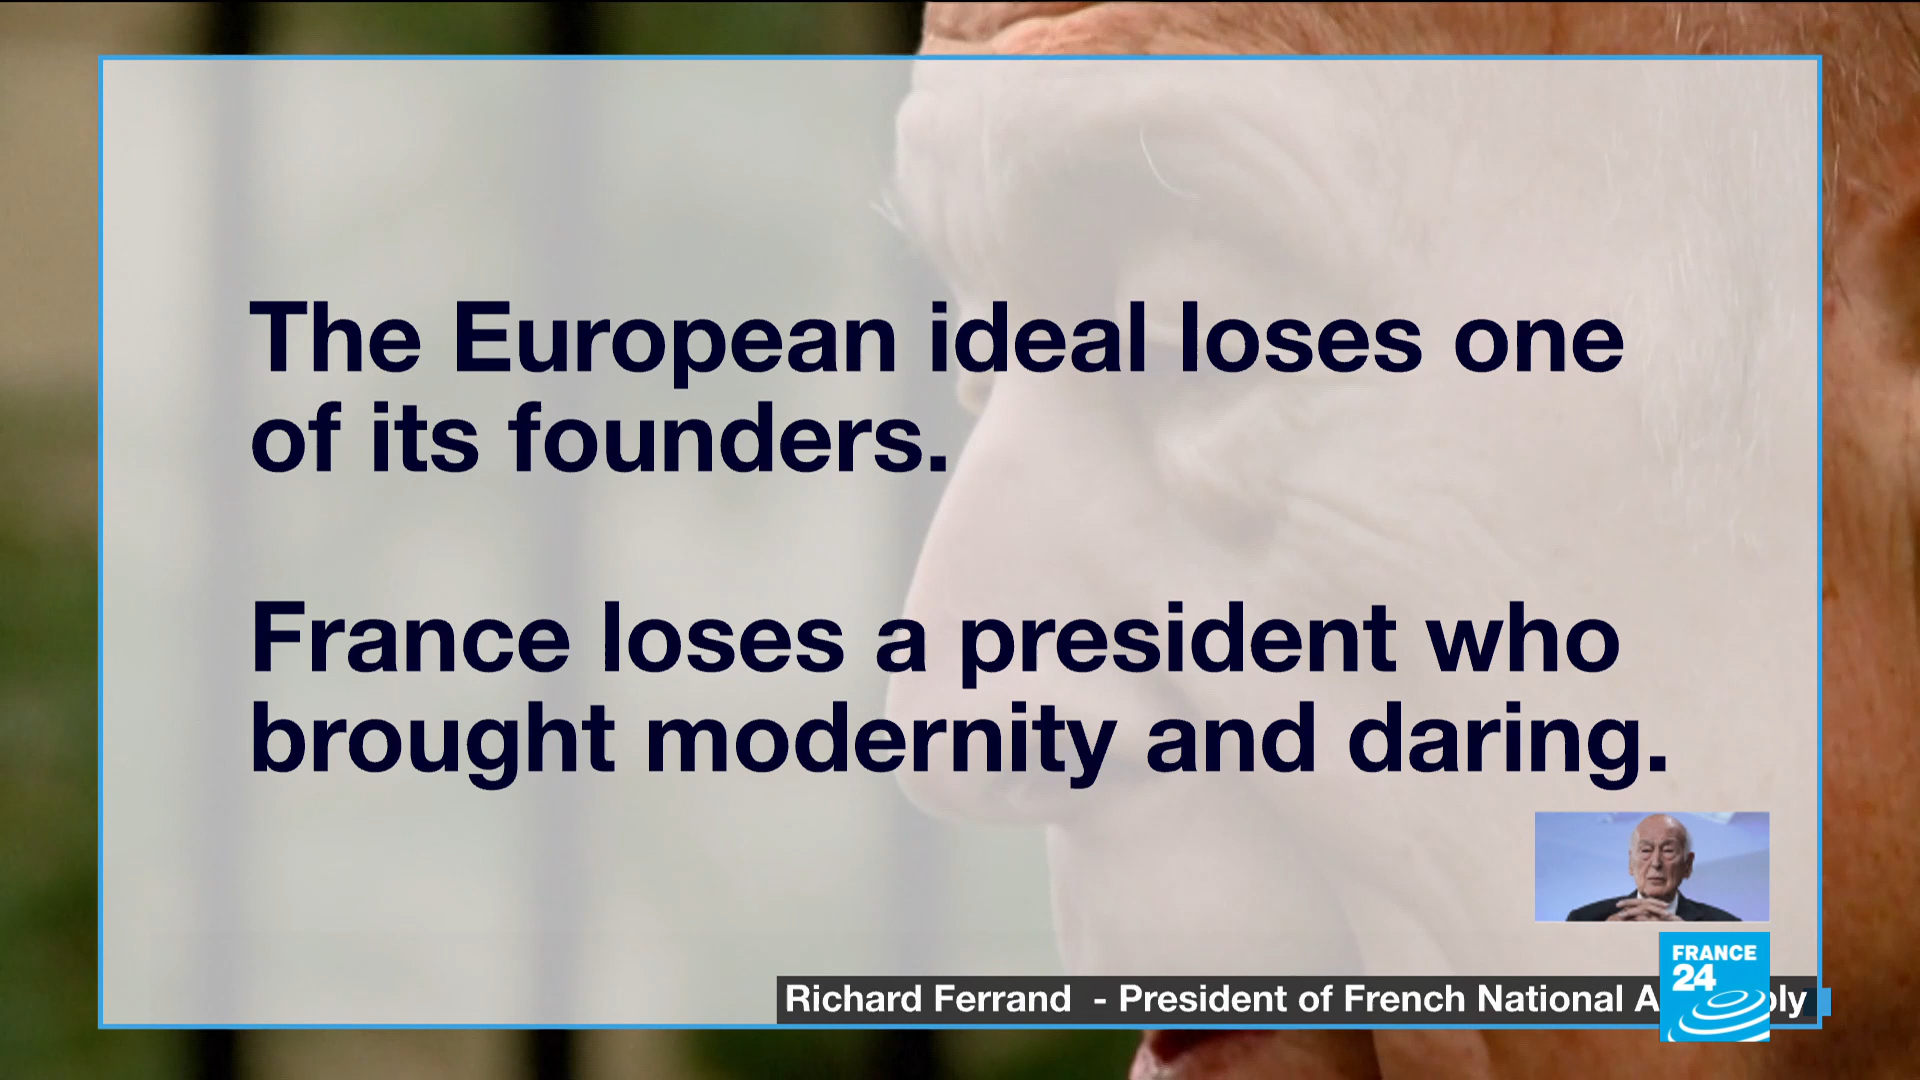 The European ideal loses one
of its founders.
France loses a president who
brought modernity and daring.
Richard Ferrand - President of French National A
bly
FRANCE
24